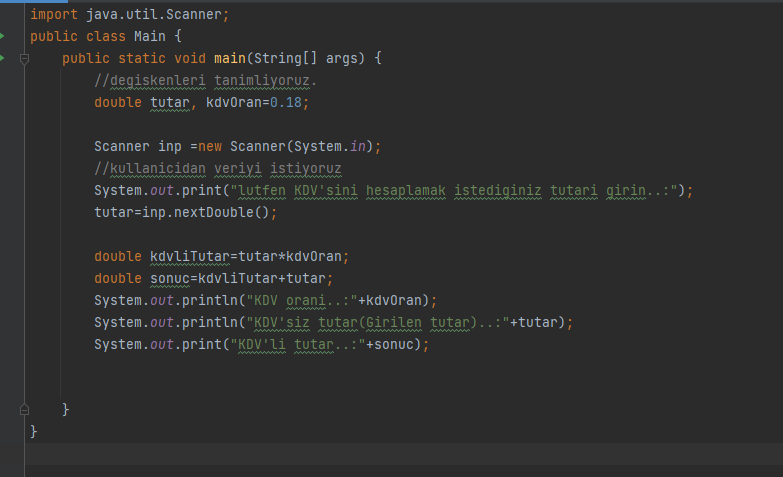 import java.util.Scanner;
public class Main {
public static void main(String[] args) {
//degiskenleri tanimliyoruz.
double tutar, kdvOran=0.18;
Scanner inp =new Scanner(System.in);
//kullanicidan veriyi istiyoruz
System.out.print("lutfen KDV'sini hesaplamak istediginiz tutari girin..:");
tutar=inp.nextDouble();
double kdvliTutar=tutar*kdvOran;
double sonuc=kdvliTutar+tutar;
System.out.println("KDV orani..:"+kdvOran);
System.out.println("KDV'siz tutar(Girilen tutar)..:"+tutar);
System.out.print("KDV'li tutar..:"+sonuc);
}
}